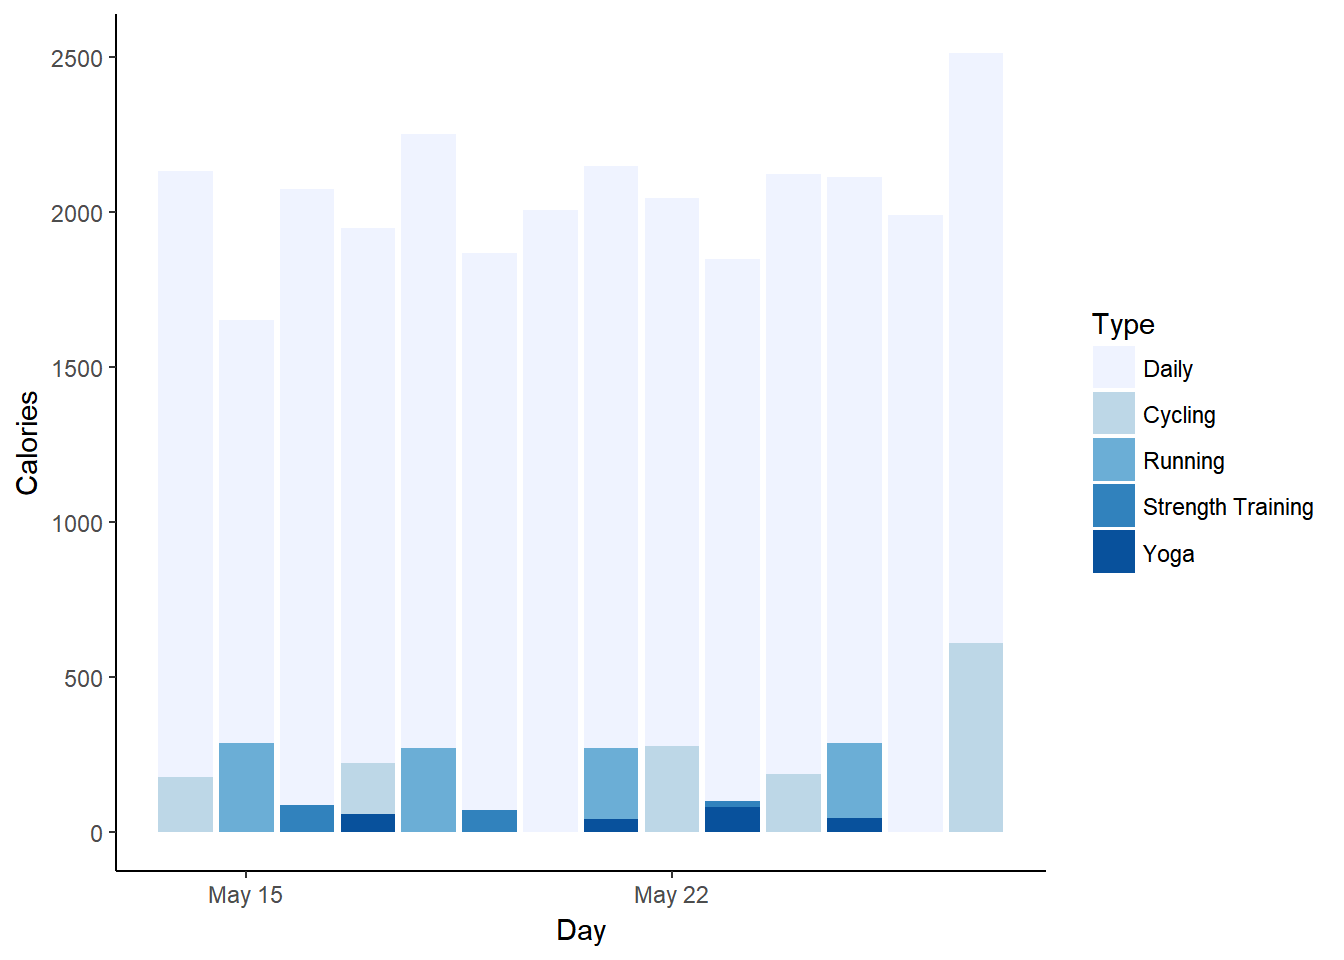 2500
2000
1500
1000
500
0
Calories
May 15
May 22
Day
Type
Daily
Cycling
Running
Strength Training
Yoga